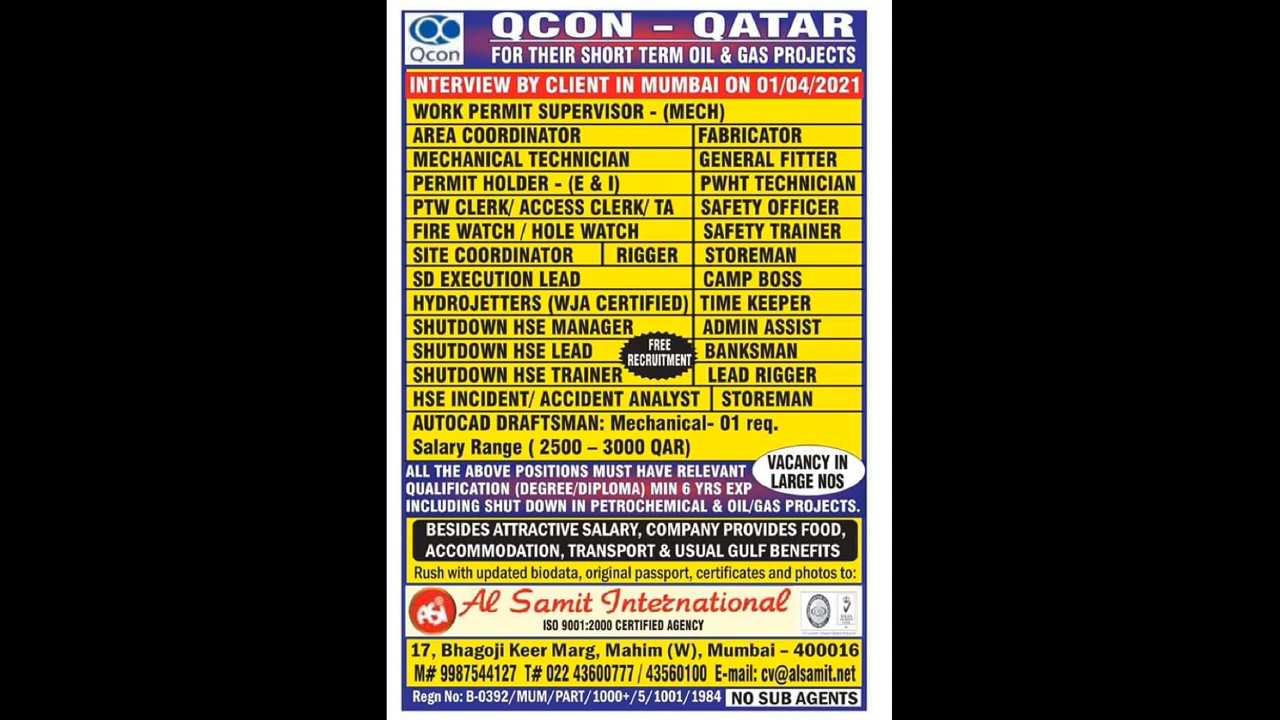 Qcon
QCON – QATAR
FOR THEIR SHORT TERM OIL & GAS PROJECTS
INTERVIEW BY CLIENT IN MUMBAI ON 01/04/2021
WORK PERMIT SUPERVISOR - (MECH)
AREA COORDINATOR FABRICATOR
MECHANICAL TECHNICIAN GENERAL FITTER
PERMIT HOLDER - (E & I) PWHT TECHNICIAN
PTW CLERK/ ACCESS CLERK/ TA SAFETY OFFICER
FIRE WATCH / HOLE WATCH SAFETY TRAINER
SITE COORDINATOR RIGGER STOREMAN
SD EXECUTION LEAD CAMP BOSS
HYDROJETTERS (WJA CERTIFIED) TIME KEEPER
SHUTDOWN HSE MANAGER ADMIN ASSIST
SHUTDOWN HSE LEAD BANKSMAN
SHUTDOWN HSE TRAINER LEAD RIGGER
FREE
RECRUITMENT
HSE INCIDENT/ ACCIDENT ANALYST STOREMAN
AUTOCAD DRAFTSMAN: Mechanical- 01 req.
Salary Range ( 2500 – 3000 QAR)
VACANCY IN
LARGE NOS
ALL THE ABOVE POSITIONS MUST HAVE RELEVANT
QUALIFICATION (DEGREE/DIPLOMA) MIN 6 YRS EXP
INCLUDING SHUT DOWN IN PETROCHEMICAL & OIL/GAS PROJECTS.
BESIDES ATTRACTIVE SALARY, COMPANY PROVIDES FOOD,
ACCOMMODATION, TRANSPORT & USUAL GULF BENEFITS
Rush with updated biodata, original passport, certificates and photos to:
ASI Al Samit International
ISO 9001:2000 CERTIFIED AGENCY
17, Bhagoji Keer Marg, Mahim (W), Mumbai – 400016
M# 9987544127 T# 022 43600777 / 43560100 E-mail: cv@alsamit.net
Regn No: B-0392/MUM/PART/1000+/5/1001/1984 NO SUB AGENTS